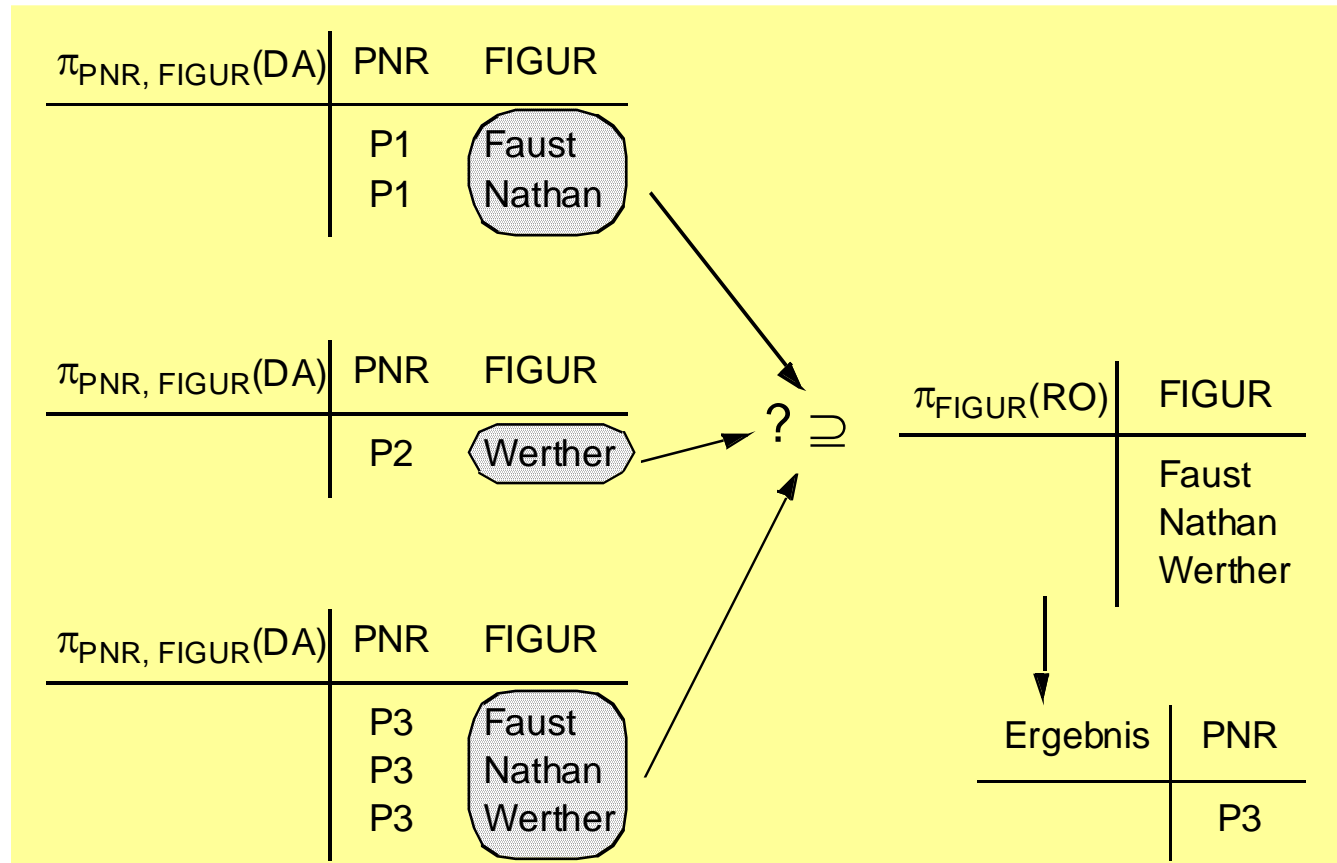 πPNR, FIGUR(DA) PNR FIGUR
P1 Faust
P1 Nathan
πPNR, FIGUR(DA) PNR FIGUR
P2 Werther
? ⊇
πFIGUR(RO) FIGUR
Faust
Nathan
Werther
πPNR, FIGUR(DA) PNR FIGUR
P3 Faust
P3 Nathan
P3 Werther
Ergebnis PNR
P3